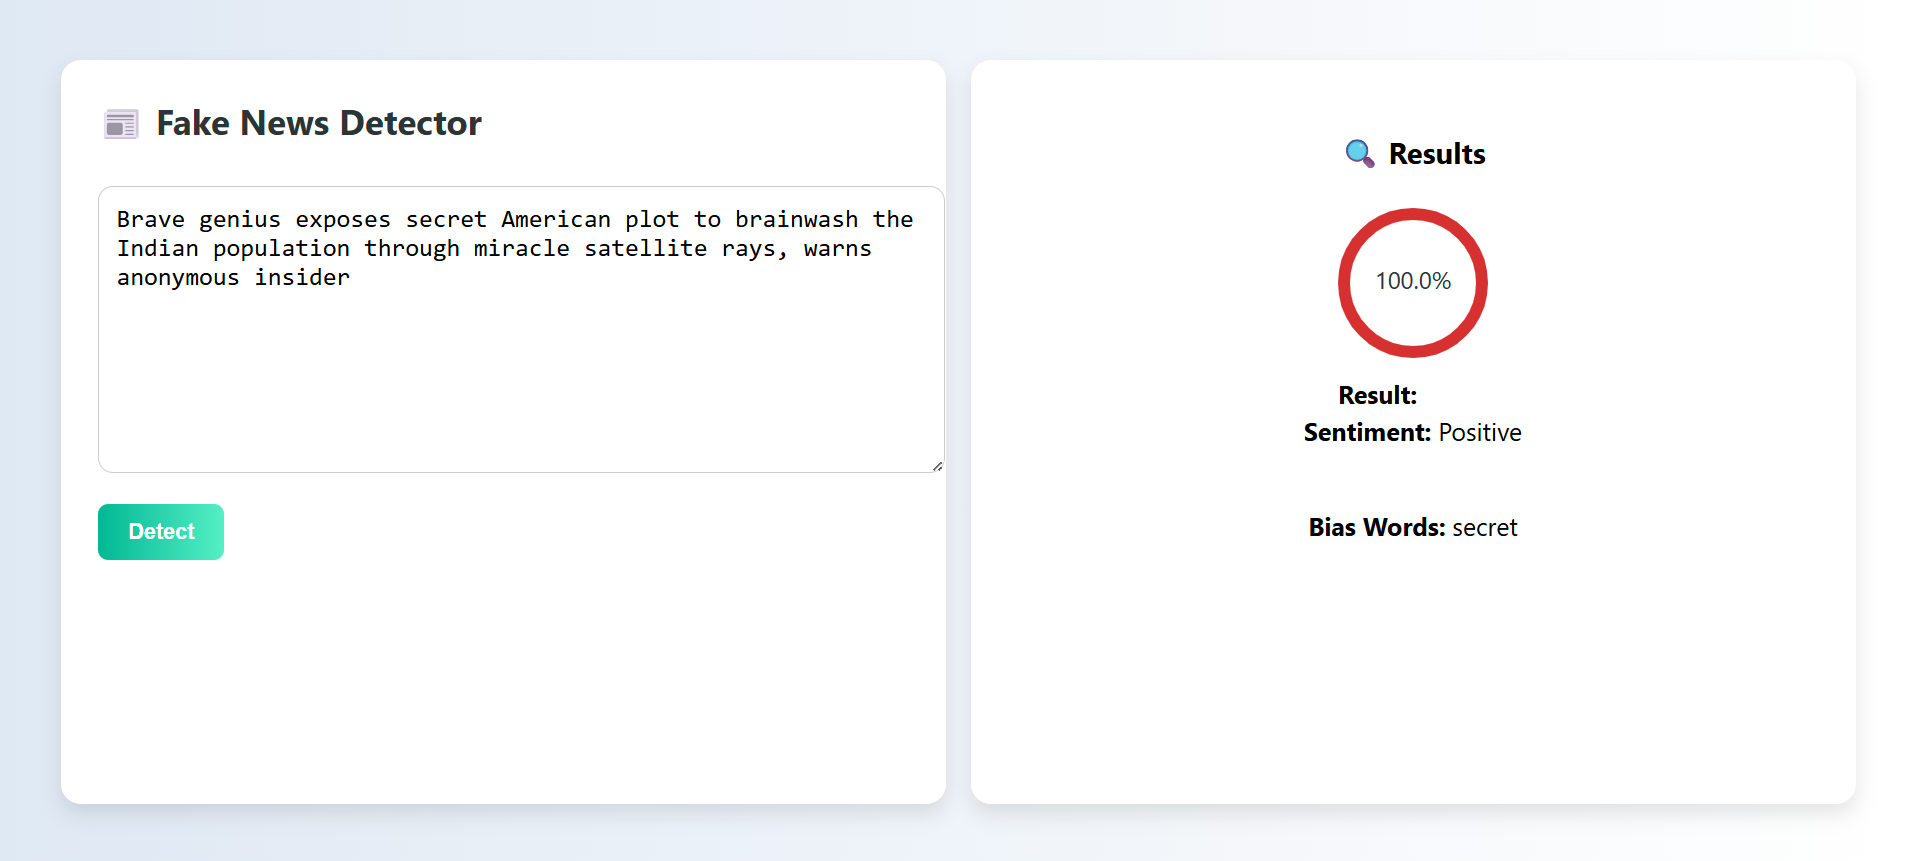 Fake News Detector
Brave genius exposes secret American plot to brainwash the
Indian population through miracle satellite rays, warns
anonymous insider
Detect
Results
100.0%
Result:
Sentiment: Positive
Bias Words: secret